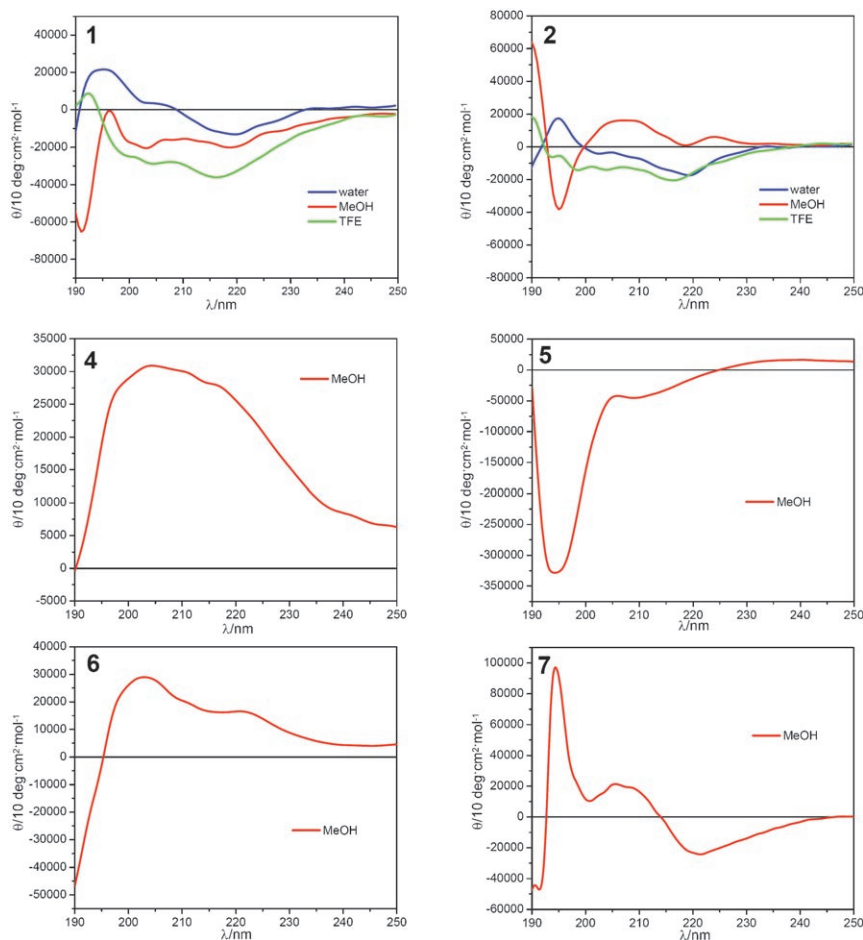 1
40000
20000
0
-20000
-40000
-60000
-80000
θ/10 deg·cm²·mol⁻¹
water
MeOH
TFE
190 200 210 220 230 240 250
λ/nm
2
80000
60000
40000
20000
0
-20000
-40000
-60000
-80000
θ/10 deg·cm²·mol⁻¹
water
MeOH
TFE
190 200 210 220 230 240 250
λ/nm
4
35000
30000
25000
20000
15000
10000
5000
0
-5000
θ/10 deg·cm²·mol⁻¹
MeOH
190 200 210 220 230 240 250
λ/nm
5
50000
0
-50000
-100000
-150000
-200000
-250000
-300000
-350000
θ/10 deg·cm²·mol⁻¹
MeOH
190 200 210 220 230 240 250
λ/nm
6
40000
30000
20000
10000
0
-10000
-20000
-30000
-40000
-50000
θ/10 deg·cm²·mol⁻¹
MeOH
190 200 210 220 230 240 250
λ/nm
7
100000
80000
60000
40000
20000
0
-20000
-40000
-60000
θ/10 deg·cm²·mol⁻¹
MeOH
190 200 210 220 230 240 250
λ/nm